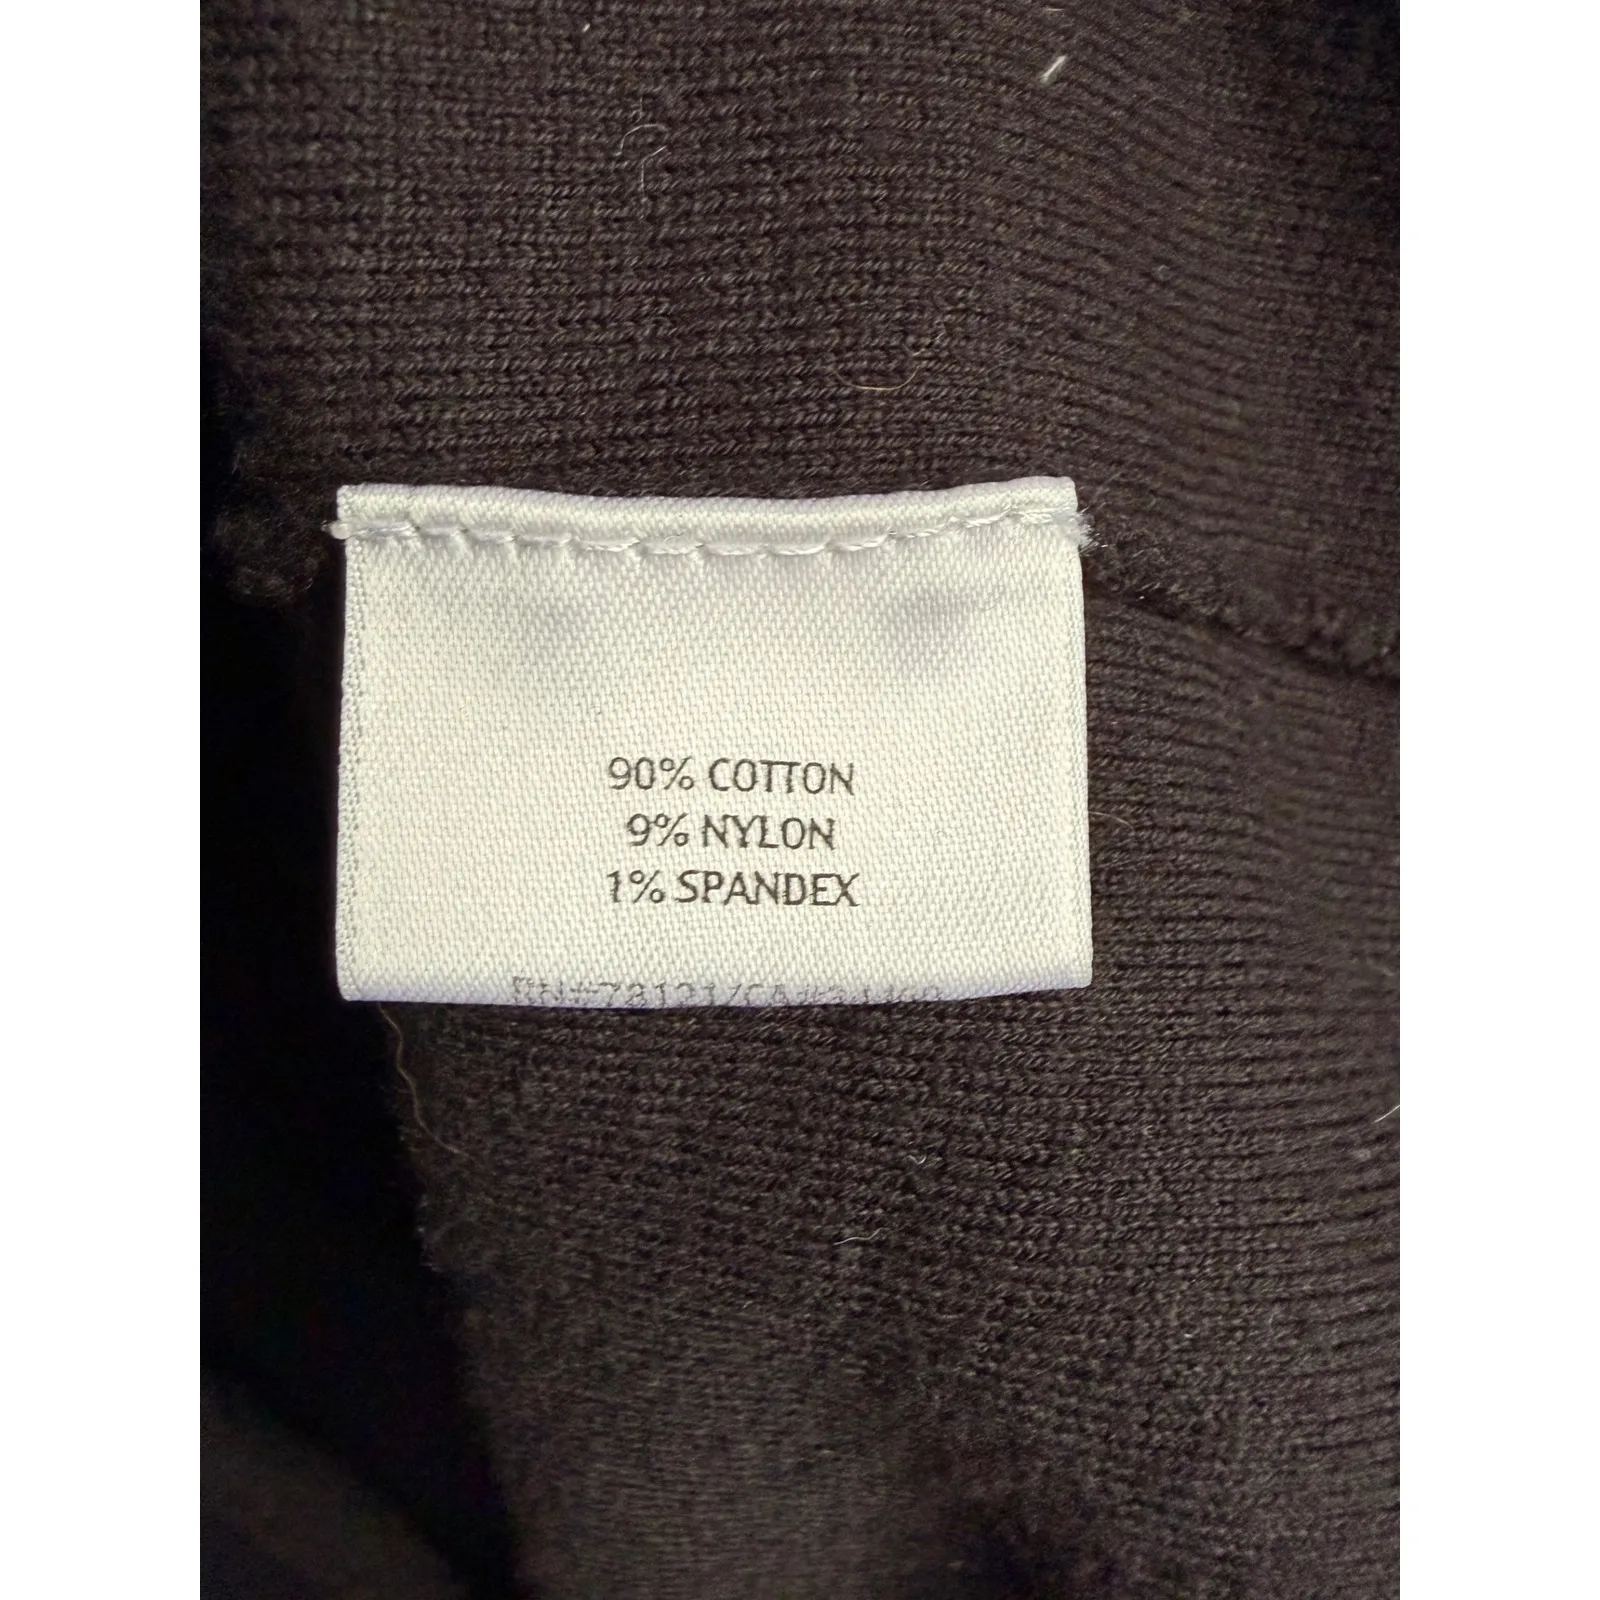 90% COTTON
9% NYLON
1% SPANDEX